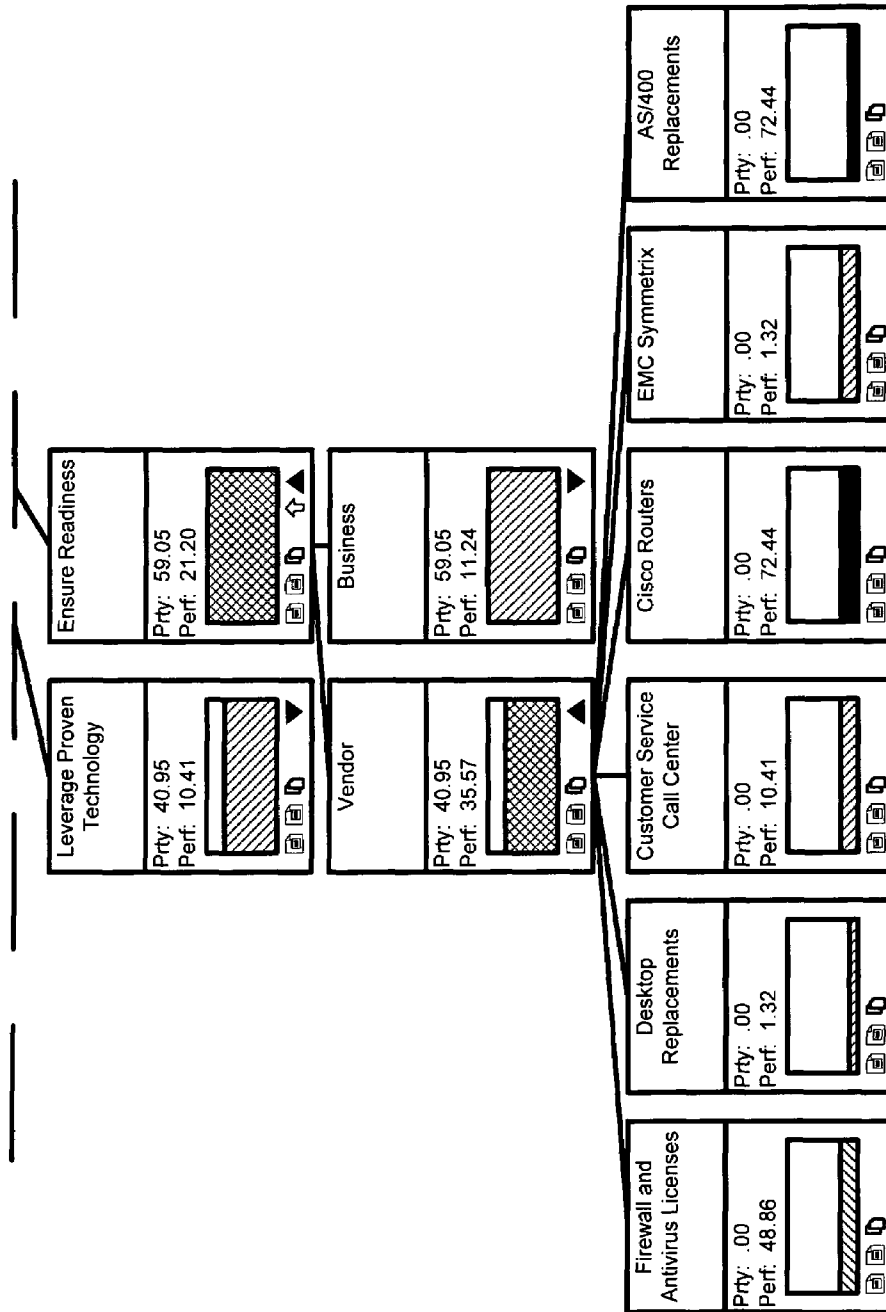 Leverage Proven
Technology
Prty: 40.95
Perf: 10.41
Ensure Readiness
Prty: 59.05
Perf: 21.20
Vendor
Prty: 40.95
Perf: 35.57
Business
Prty: 59.05
Perf: 11.24
Firewall and
Antivirus Licenses
Prty: .00
Perf: 48.86
Desktop
Replacements
Prty: .00
Perf: 1.32
Customer Service
Call Center
Prty: .00
Perf: 10.41
Cisco Routers
Prty: .00
Perf: 72.44
EMC Symmetrix
Prty: .00
Perf: 1.32
AS/400
Replacements
Prty: .00
Perf: 72.44